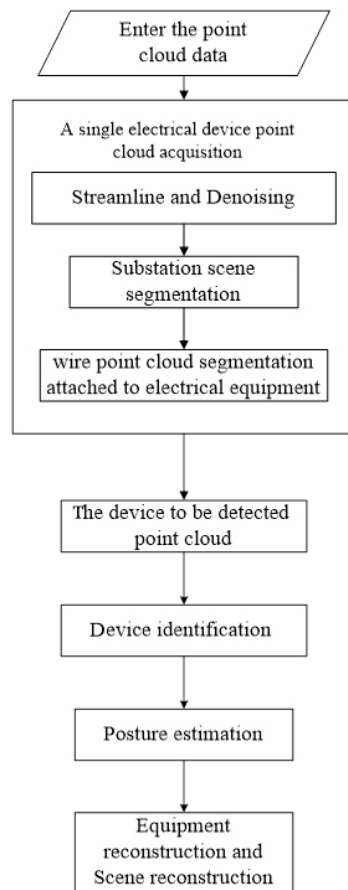 Enter the point
cloud data
A single electrical device point
cloud acquisition
Streamline and Denoising
Substation scene
segmentation
wire point cloud segmentation
attached to electrical equipment
The device to be detected
point cloud
Device identification
Posture estimation
Equipment
reconstruction and
Scene reconstruction